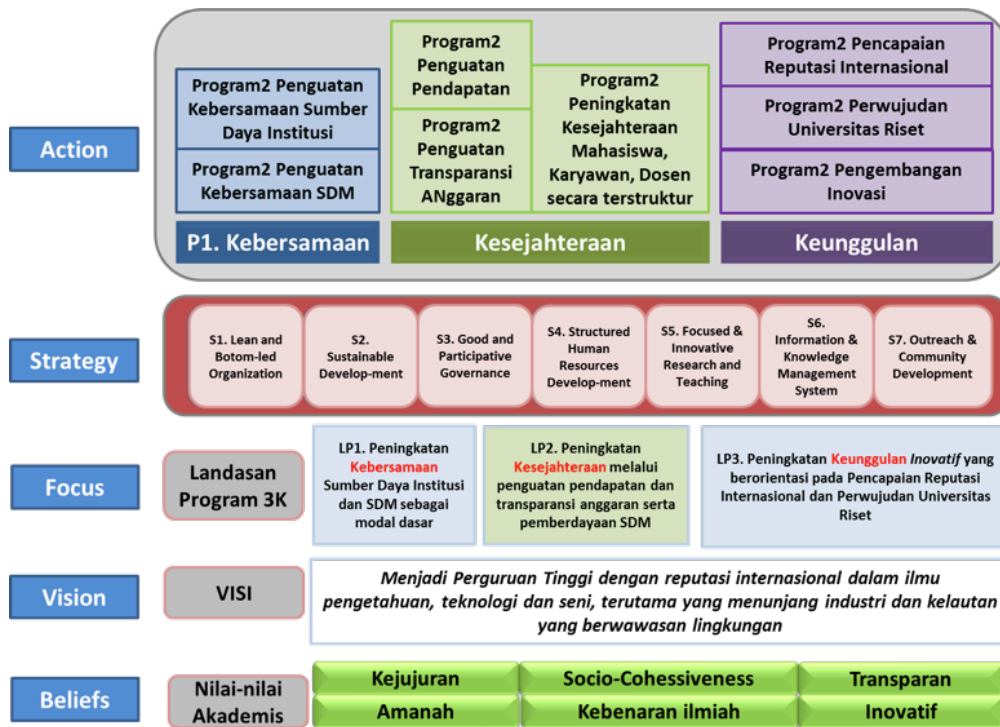 Action
Program2 Penguatan
Kebersamaan Sumber
Daya Institusi
Program2 Penguatan
Kebersamaan SDM
P1. Kebersamaan
Program2
Penguatan
Pendapatan
Program2
Penguatan
Transparansi
ANggaran
Program2
Peningkatan
Kesejahteraan
Mahasiswa,
Karyawan, Dosen
secara terstruktur
Kesejahteraan
Program2 Pencapaian
Reputasi Internasional
Program2 Perwujudan
Universitas Riset
Program2 Pengembangan
Inovasi
Keunggulan
Strategy
S1. Lean and
Botom-led
Organization
S2.
Sustainable
Develop-ment
S3. Good and
Participative
Governance
S4. Structured
Human
Resources
Develop-ment
S5. Focused &
Innovative
Research and
Teaching
S6.
Information &
Knowledge
Management
System
S7. Outreach &
Community
Development
Focus
Landasan
Program 3K
LP1. Peningkatan
Kebersamaan
Sumber Daya Institusi
dan SDM sebagai
modal dasar
LP2. Peningkatan
Kesejahteraan melalui
penguatan pendapatan dan
transparansi anggaran serta
pemberdayaan SDM
LP3. Peningkatan Keunggulan Inovatif yang
berorientasi pada Pencapaian Reputasi
Internasional dan Perwujudan Universitas
Riset
Vision
VISI
Menjadi Perguruan Tinggi dengan reputasi internasional dalam ilmu
pengetahuan, teknologi dan seni, terutama yang menunjang industri dan kelautan
yang berwawasan lingkungan
Beliefs
Nilai-nilai
Akademis
Kejujuran
Socio-Cohessiveness
Transparan
Amanah
Kebenaran ilmiah
Inovatif